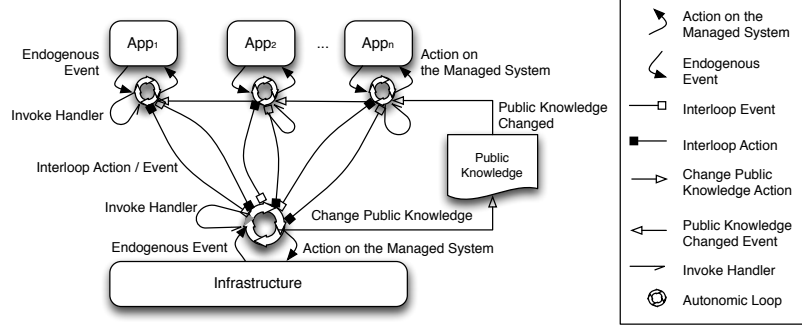 App1
App2
...
Appn
Endogenous
Event
Action on
the Managed System
Invoke Handler
Public Knowledge
Changed
Interloop Action / Event
Public
Knowledge
Invoke Handler
Change Public Knowledge
Endogenous Event
Action on the Managed System
Infrastructure
Action on the
Managed System
Endogenous
Event
Interloop Event
Interloop Action
Change Public
Knowledge Action
Public Knowledge
Changed Event
Invoke Handler
Autonomic Loop